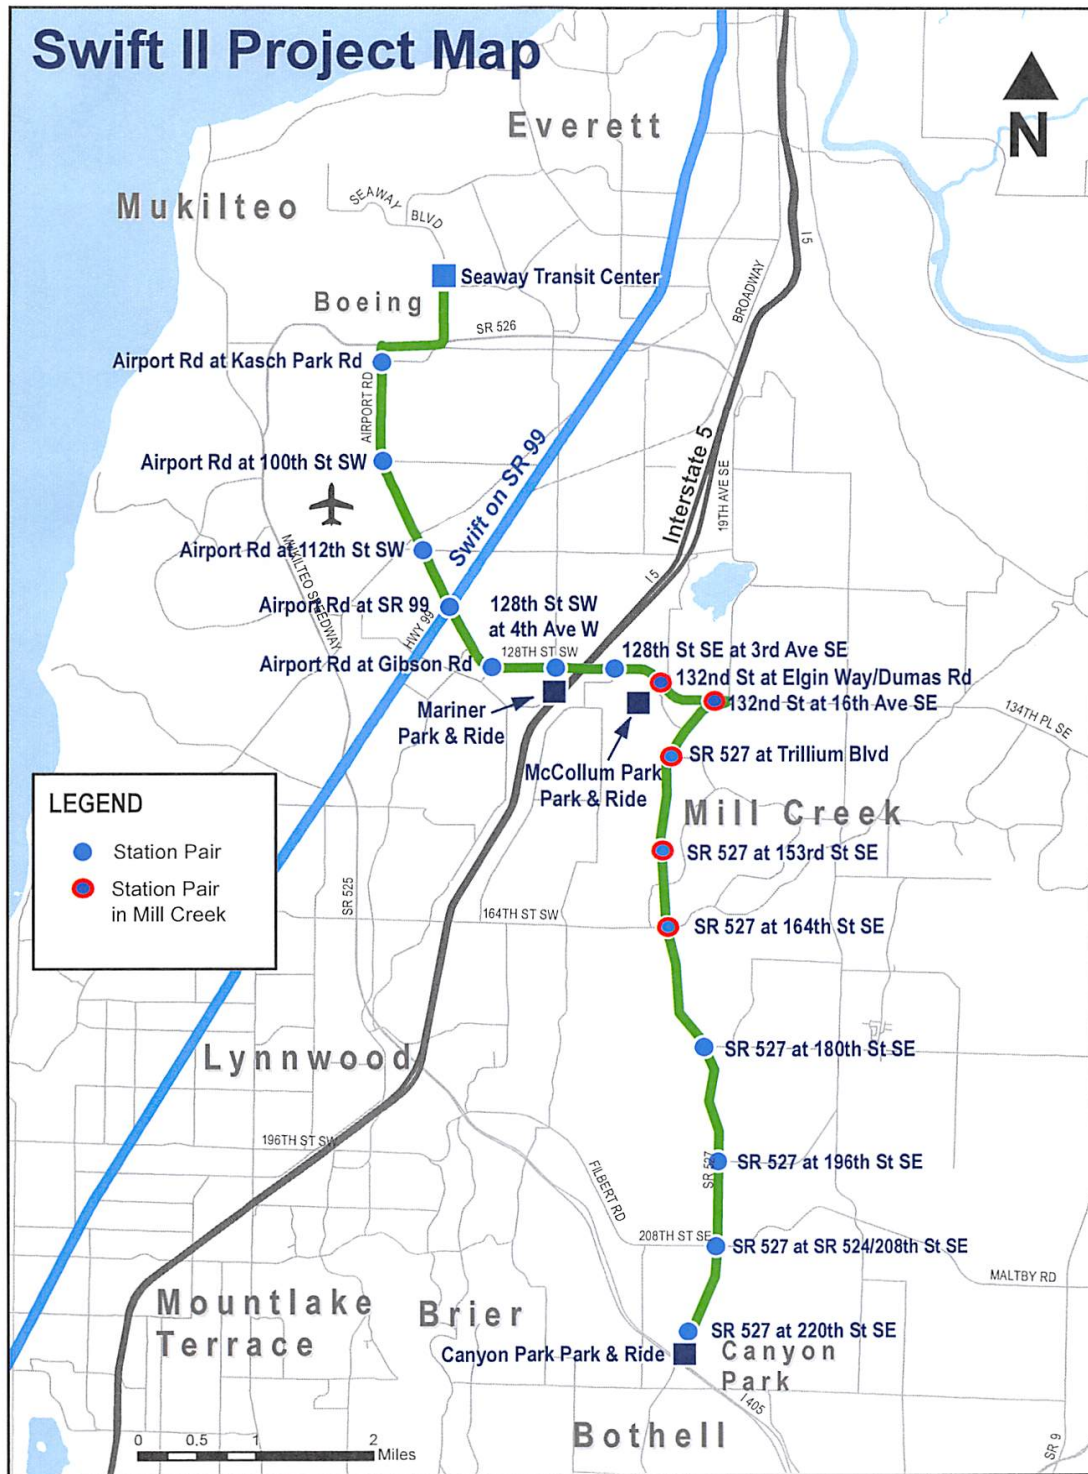 Swift II Project Map
N
Everett
Mukilteo
SEAWAY
BLVD
I 5
Seaway Transit Center
Boeing
BROADWAY
SR 526
Airport Rd at Kasch Park Rd
AIRPORT RD
Swift on SR 99
Interstate 5
Airport Rd at 100th St SW
19TH AVE SE
Airport Rd at 112th St SW
MUKILTEO SPEEDWAY
I 5
Airport Rd at SR 99
HWY 99
128th St SW
at 4th Ave W
128TH ST SW
128th St SE at 3rd Ave SE
Airport Rd at Gibson Rd
132nd St at Elgin Way/Dumas Rd
132nd St at 16th Ave SE
134TH PL SE
Mariner
Park & Ride
SR 527 at Trillium Blvd
McCollum Park
Park & Ride
Mill Creek
LEGEND
Station Pair
Station Pair
in Mill Creek
SR 527 at 153rd St SE
SR 525
164TH ST SW
SR 527 at 164th St SE
SR 527 at 180th St SE
Lynnwood
196TH ST SW
SR 527
SR 527 at 196th St SE
FILBERT RD
208TH ST SE
SR 527 at SR 524/208th St SE
MALTBY RD
Mountlake
Terrace
Brier
SR 527 at 220th St SE
Canyon Park Park & Ride
Canyon
Park
I 405
Bothell
SR 9
0 0.5 1 2
Miles